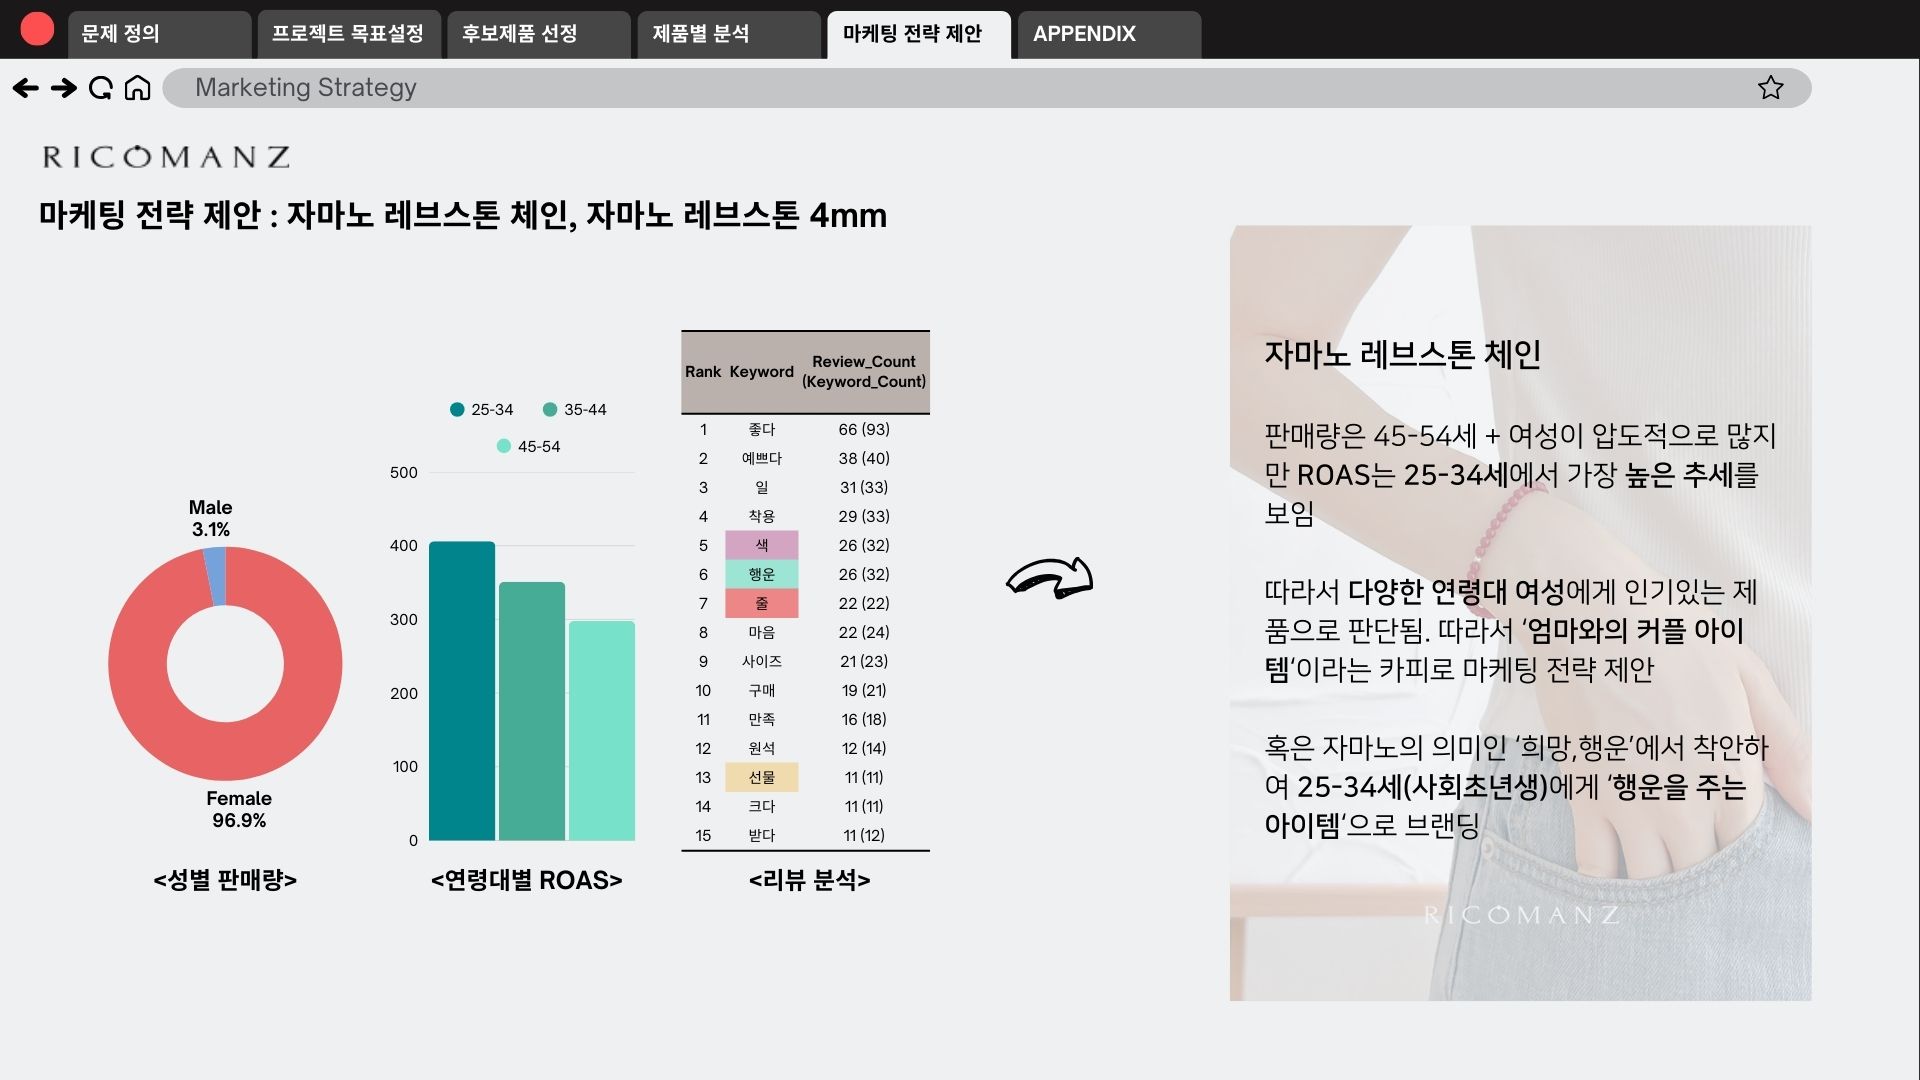 문제 정의
프로젝트 목표설정
후보제품 선정
제품별 분석
마케팅 전략 제안
APPENDIX
Marketing Strategy
RICOMANZ
마케팅 전략 제안 : 자마노 레브스톤 체인, 자마노 레브스톤 4mm
Male
3.1%
Female
96.9%
<성별 판매량>
25-34
35-44
45-54
500
400
300
200
100
0
<연령대별 ROAS>
Rank Keyword Review_Count (Keyword_Count)
1 좋다 66 (93)
2 예쁘다 38 (40)
3 일 31 (33)
4 착용 29 (33)
5 색 26 (32)
6 행운 26 (32)
7 줄 22 (22)
8 마음 22 (24)
9 사이즈 21 (23)
10 구매 19 (21)
11 만족 16 (18)
12 원석 12 (14)
13 선물 11 (11)
14 크다 11 (11)
15 받다 11 (12)
<리뷰 분석>
자마노 레브스톤 체인
판매량은 45-54세 + 여성이 압도적으로 많지
만 ROAS는 25-34세에서 가장 높은 추세를
보임
따라서 다양한 연령대 여성에게 인기있는 제
품으로 판단됨. 따라서 ‘엄마와의 커플 아이
템‘이라는 카피로 마케팅 전략 제안
혹은 자마노의 의미인 ‘희망,행운’에서 착안하
여 25-34세(사회초년생)에게 ‘행운을 주는
아이템‘으로 브랜딩
RICOMANZ